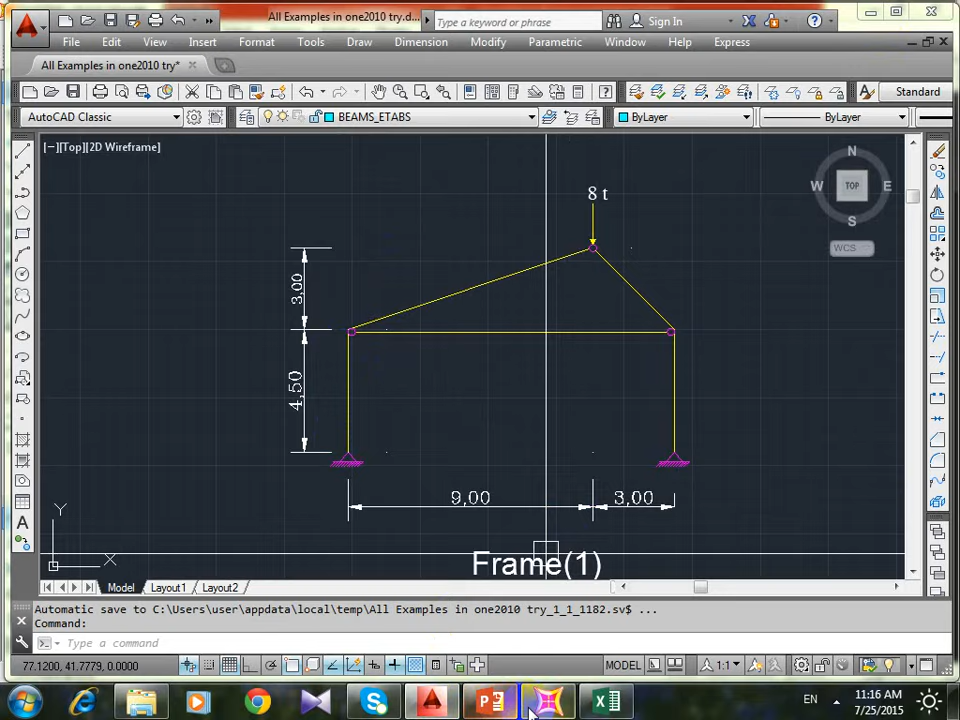 All Examples in one2010 try.d...
Type a keyword or phrase
Sign In
File Edit View Insert Format Tools Draw Dimension Modify Parametric Window Help Express
All Examples in one2010 try*
Standard
AutoCAD Classic
BEAMS_ETABS
ByLayer
ByLayer
[−][Top][2D Wireframe]
N
W TOP E
S
WCS
8 t
3,00
4,50
9,00
3,00
Y
X
Frame(1)
Model Layout1 Layout2
Automatic save to C:\Users\user\appdata\local\temp\All Examples in one2010 try_1_1_1182.sv$ ...
Command:
Type a command
77.1200, 41.7779, 0.0000
MODEL
1:1
EN
11:16 AM
7/25/2015